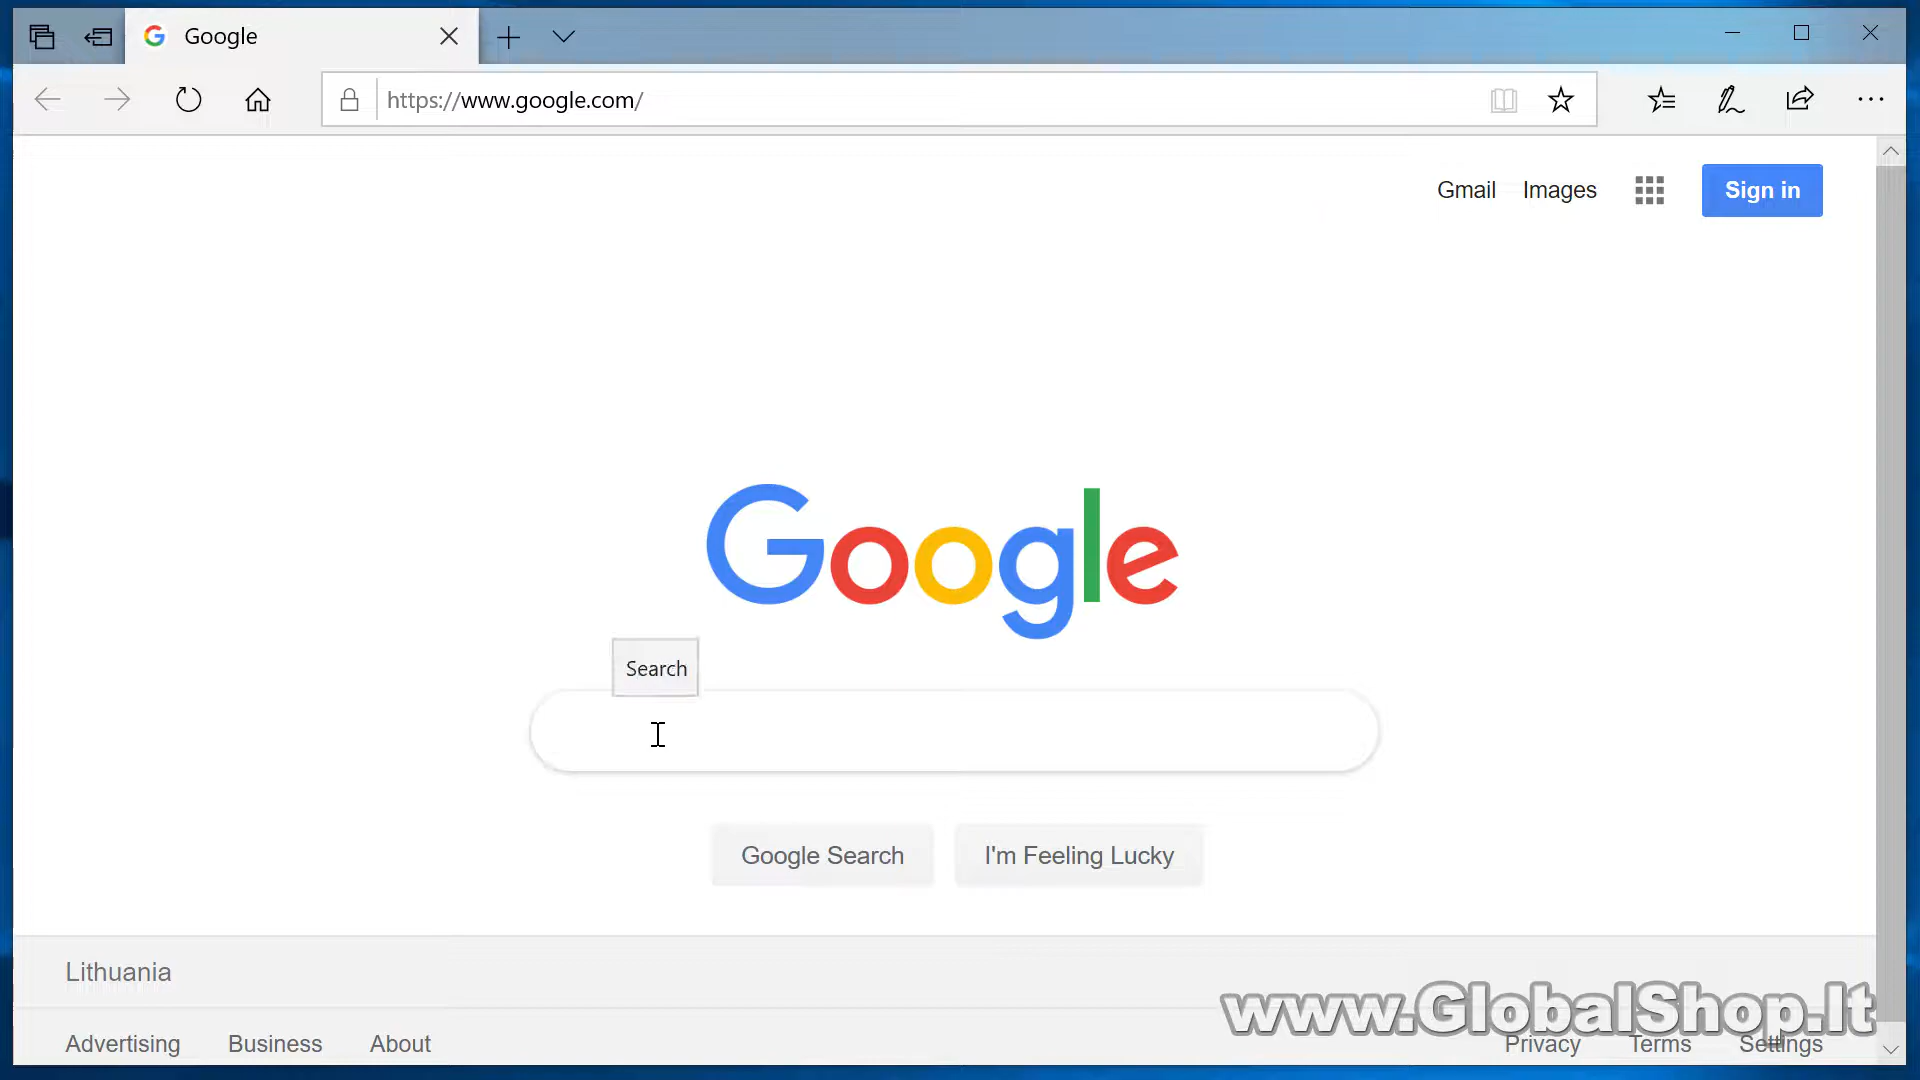 Google
https://www.google.com/
Gmail Images Sign in
Google
Search
Google Search I'm Feeling Lucky
Lithuania
www.GlobalShop.lt
Advertising Business About Privacy Terms Settings